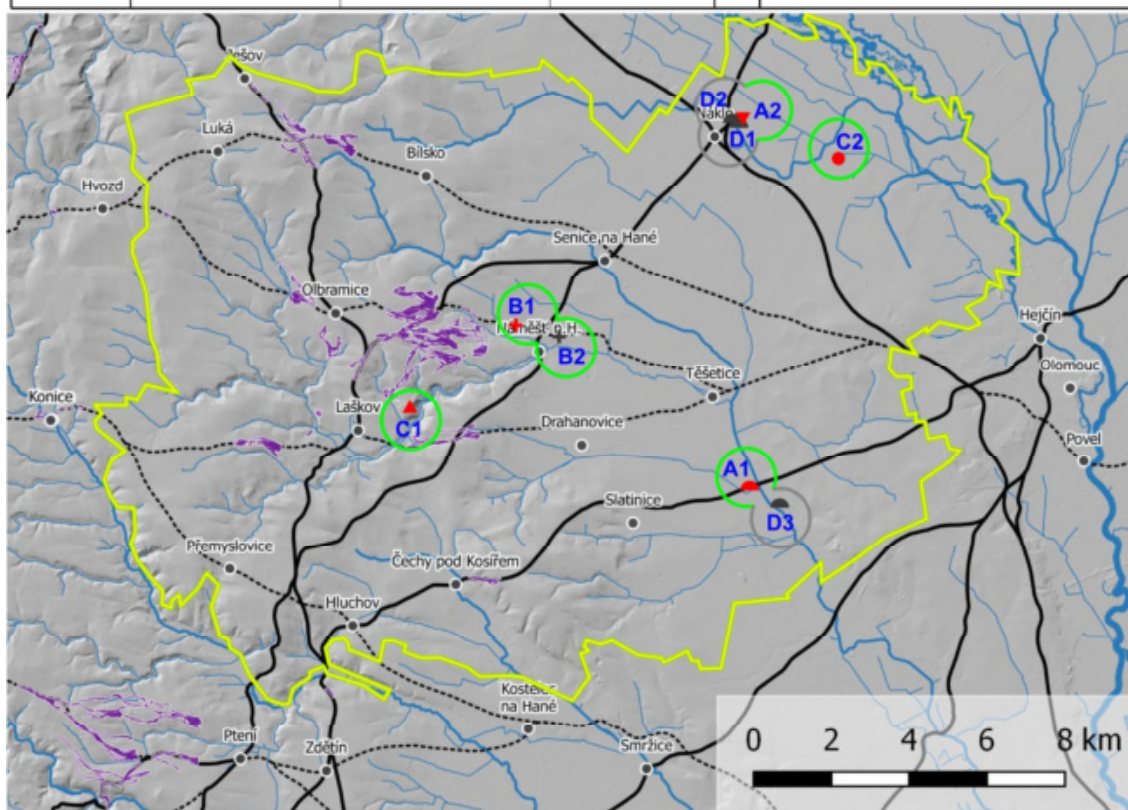 Ješov
Luká
Hvozd
Bílsko
D2
A2
Náklo
D1
C2
Senice na Hané
Olbramice
B1
Náměšť n.H.
B2
Hejčín
Olomouc
Těšetice
Konice
Laškov
C1
Drahanovice
Povel
A1
Slatinice
D3
Přemyslovice
Čechy pod Kosířem
Hluchov
Kostelec
na Hané
Ptení
Zdětín
Smržice
0 2 4 6 8 km